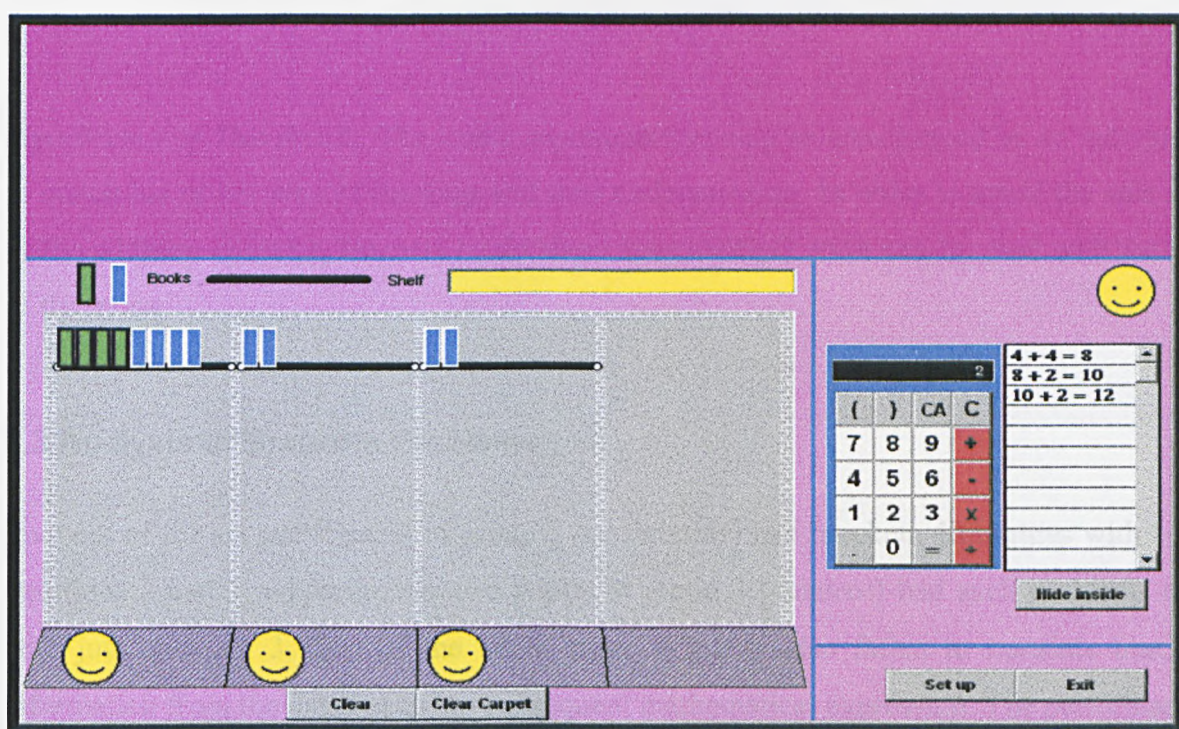 Books Shelf
2
4 + 4 = 8
8 + 2 = 10
10 + 2 = 12
( ) CA C
7 8 9 +
4 5 6 -
1 2 3 x
. 0 = ÷
Hide inside
Set up Exit
Clear Clear Carpet